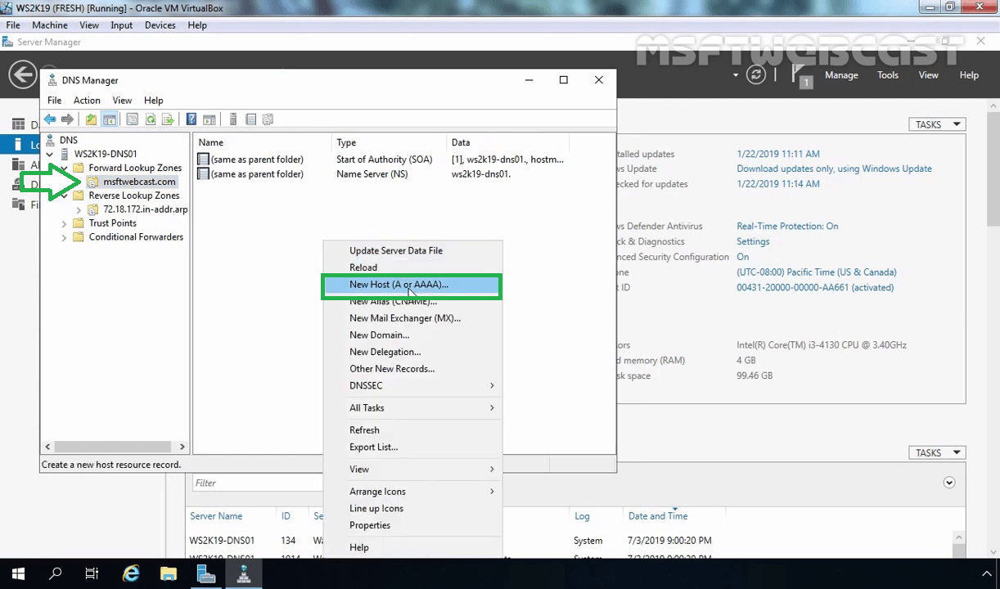 WS2K19 (FRESH) [Running] - Oracle VM VirtualBox
File Machine View Input Devices Help
Server Manager
MSFTWEBCAST
1 Manage Tools View Help
DNS Manager
File Action View Help
DNS
WS2K19-DNS01
Forward Lookup Zones
msftwebcast.com
Reverse Lookup Zones
72.18.172.in-addr.arp
Trust Points
Conditional Forwarders
Name Type Data
(same as parent folder) Start of Authority (SOA) [1], ws2k19-dns01., hostm...
(same as parent folder) Name Server (NS) ws2k19-dns01.
Update Server Data File
Reload
New Host (A or AAAA)...
New Alias (CNAME)...
New Mail Exchanger (MX)...
New Domain...
New Delegation...
Other New Records...
DNSSEC
All Tasks
Refresh
Export List...
View
Arrange Icons
Line up Icons
Properties
Help
Create a new host resource record.
TASKS
stalled updates 1/22/2019 11:11 AM
ws Update Download updates only, using Windows Update
hecked for updates 1/22/2019 11:14 AM
ws Defender Antivirus Real-Time Protection: On
ck & Diagnostics Settings
nced Security Configuration On
one (UTC-08:00) Pacific Time (US & Canada)
ct ID 00431-20000-00000-AA661 (activated)
sors Intel(R) Core(TM) i3-4130 CPU @ 3.40GHz
d memory (RAM) 4 GB
sk space 99.46 GB
TASKS
Filter
Server Name ID Se Log Date and Time
WS2K19-DNS01 134 Wa System 7/3/2019 9:00:20 PM